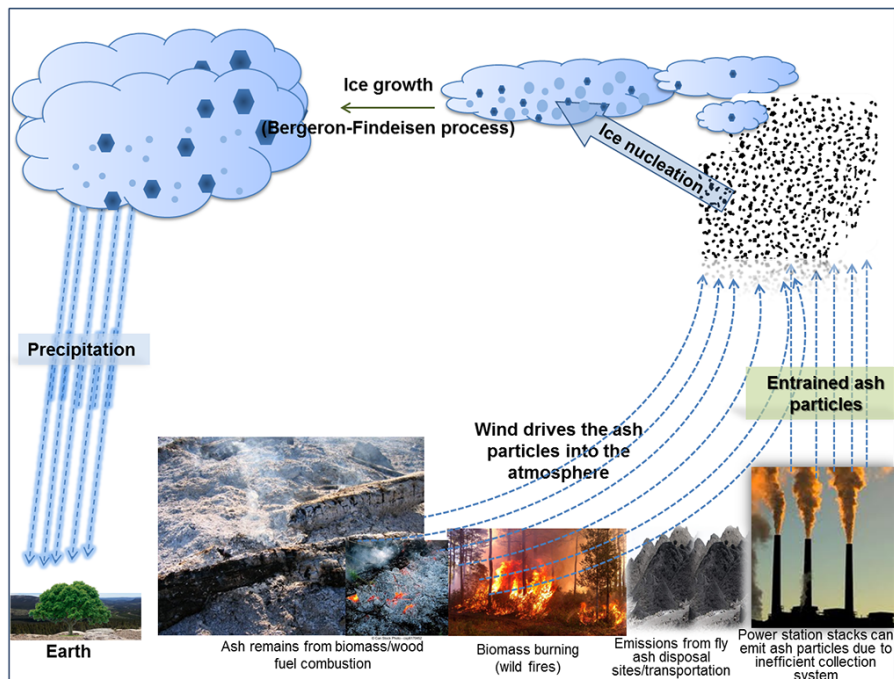 Ice growth
(Bergeron-Findeisen process)
Ice nucleation
Precipitation
Entrained ash
particles
Wind drives the ash
particles into the
atmosphere
Earth
Ash remains from biomass/wood
fuel combustion
Biomass burning
(wild fires)
Emissions from fly
ash disposal
sites/transportation
Power station stacks can
emit ash particles due to
inefficient collection
system